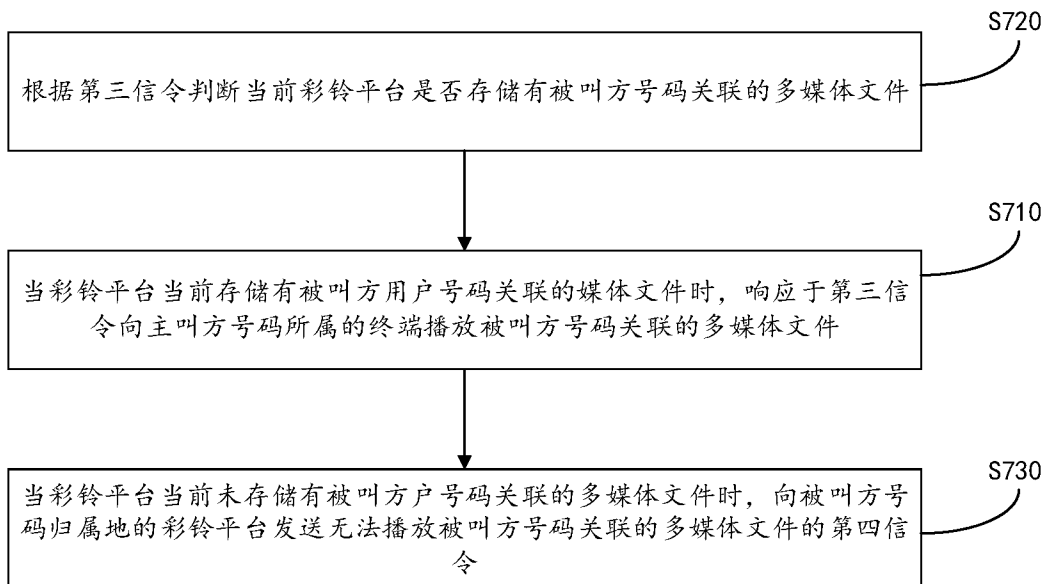 S720
根据第三信令判断当前彩铃平台是否存储有被叫方号码关联的多媒体文件
S710
当彩铃平台当前存储有被叫方用户号码关联的媒体文件时，响应于第三信
令向主叫方号码所属的终端播放被叫方号码关联的多媒体文件
S730
当彩铃平台当前未存储有被叫方户号码关联的多媒体文件时，向被叫方号
码归属地的彩铃平台发送无法播放被叫方号码关联的多媒体文件的第四信
令